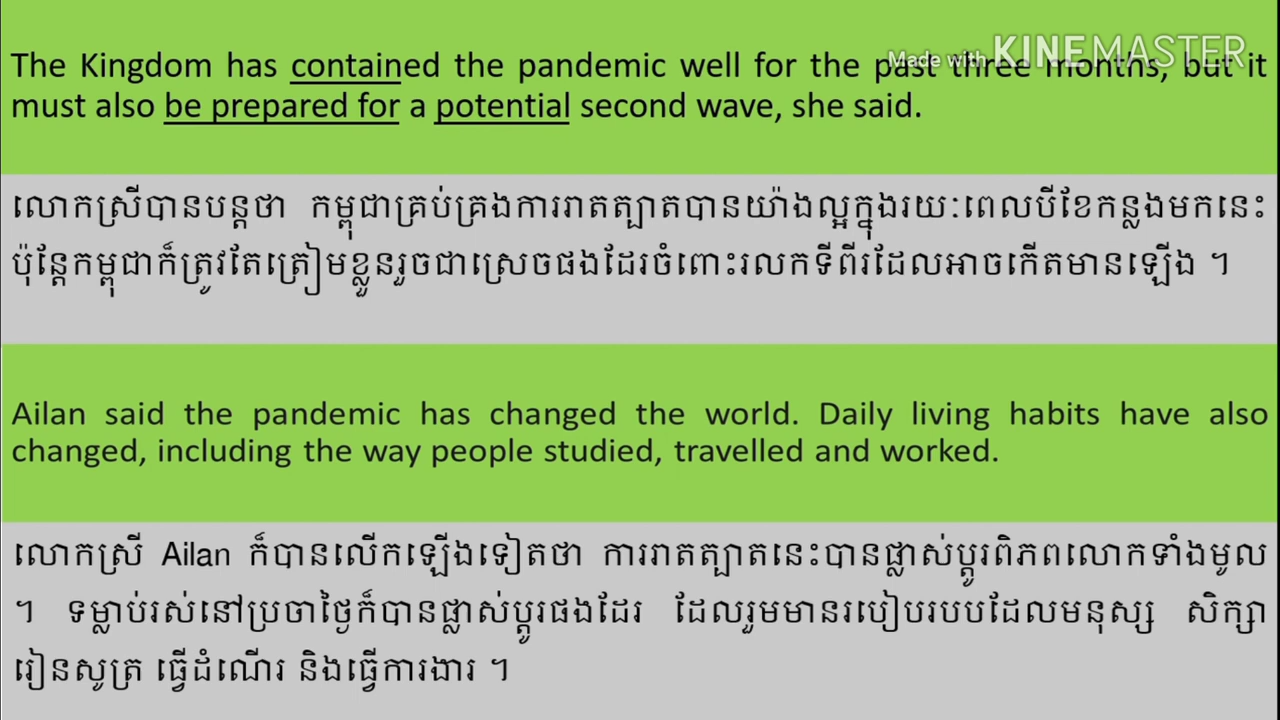 The Kingdom has contained the pandemic well for the past three months, but it
Made with KINEMASTER
must also be prepared for a potential second wave, she said.
លោកស្រីបានបន្តថា កម្ពុជាគ្រប់គ្រងការរាតត្បាតបានយ៉ាងល្អក្នុងរយៈពេលបីខែកន្លងមកនេះ
ប៉ុន្តែកម្ពុជាក៏ត្រូវតែត្រៀមខ្លួនរួចជាស្រេចផងដែរចំពោះរលកទីពីរដែលអាចកើតមានឡើង ។
Ailan said the pandemic has changed the world. Daily living habits have also
changed, including the way people studied, travelled and worked.
លោកស្រី Ailan ក៏បានលើកឡើងទៀតថា ការរាតត្បាតនេះបានផ្លាស់ប្តូរពិភពលោកទាំងមូល
។ ទម្លាប់រស់នៅប្រចាថ្ងៃក៏បានផ្លាស់ប្តូរផងដែរ ដែលរួមមានរបៀបរបបដែលមនុស្ស សិក្សា
រៀនសូត្រ ធ្វើដំណើរ និងធ្វើការងារ ។